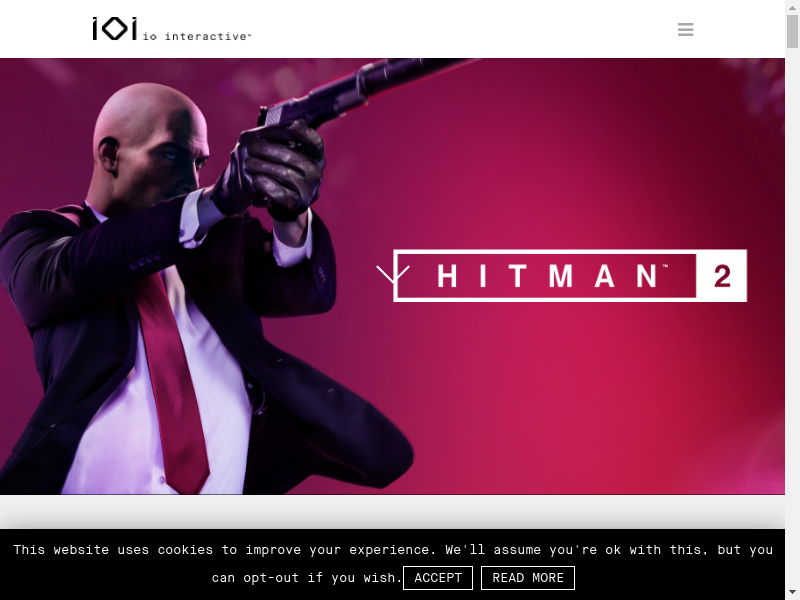 ioi io interactive™
HITMAN™ 2
This website uses cookies to improve your experience. We'll assume you're ok with this, but you
can opt-out if you wish. ACCEPT READ MORE